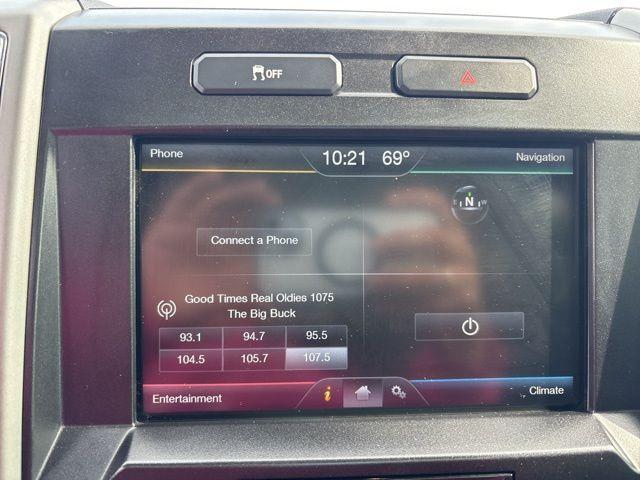 OFF
Phone
10:21 69°
Navigation
E N W
Connect a Phone
Good Times Real Oldies 1075
The Big Buck
93.1 94.7 95.5
104.5 105.7 107.5
Entertainment
i
Climate